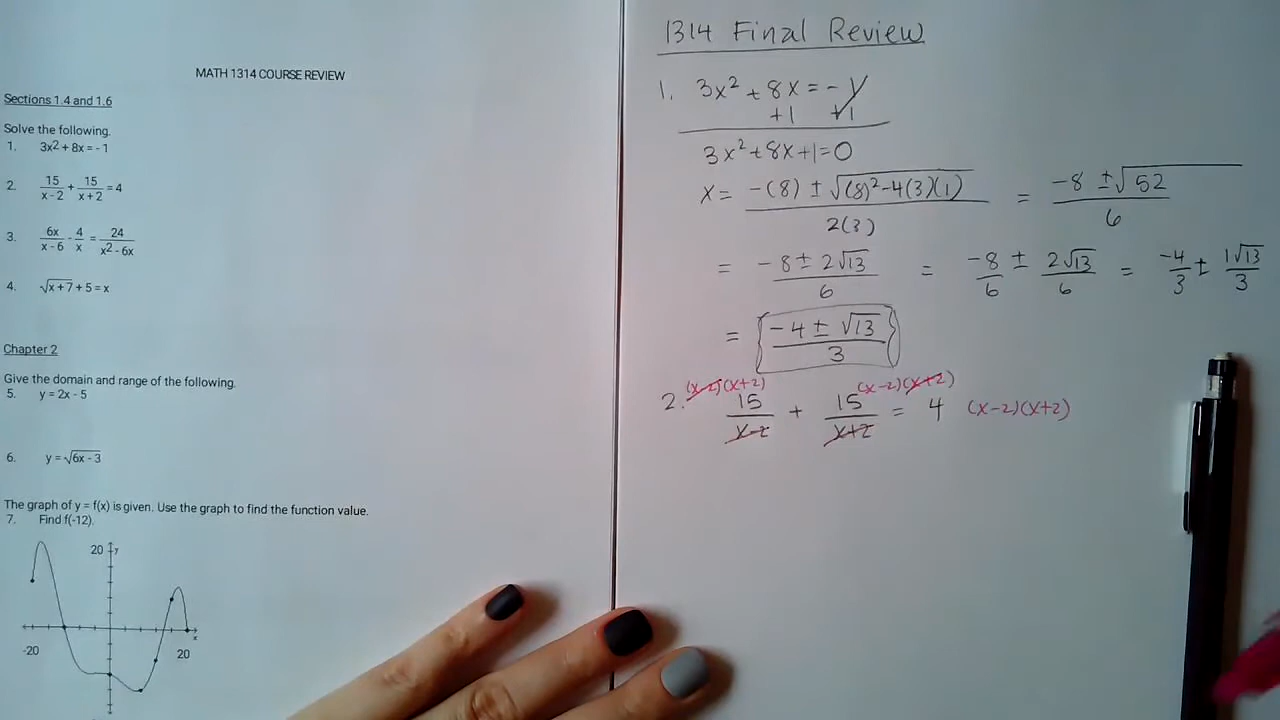 MATH 1314 COURSE REVIEW
Sections 1.4 and 1.6
Solve the following.
1. 3x² + 8x = - 1
2. 15/(x - 2) + 15/(x + 2) = 4
3. 6x/(x - 6) - 4/x = 24/(x² - 6x)
4. √(x + 7) + 5 = x
Chapter 2
Give the domain and range of the following.
5. y = 2x - 5
6. y = √(6x - 3)
The graph of y = f(x) is given. Use the graph to find the function value.
7. Find f(-12).
20 y
x
-20 20
1314 Final Review
1. 3x² + 8x = - 1
+1 +1
3x² + 8x + 1 = 0
x = (-(8) ± √((8)² - 4(3)(1)))/(2(3)) = (-8 ± √52)/6
= (-8 ± 2√13)/6 = -8/6 ± 2√13/6 = -4/3 ± 1√13/3
= (-4 ± √13)/3
(x-2)(x+2) (x-2)(x+2)
2. 15/(x-2) + 15/(x+2) = 4 (x-2)(x+2)